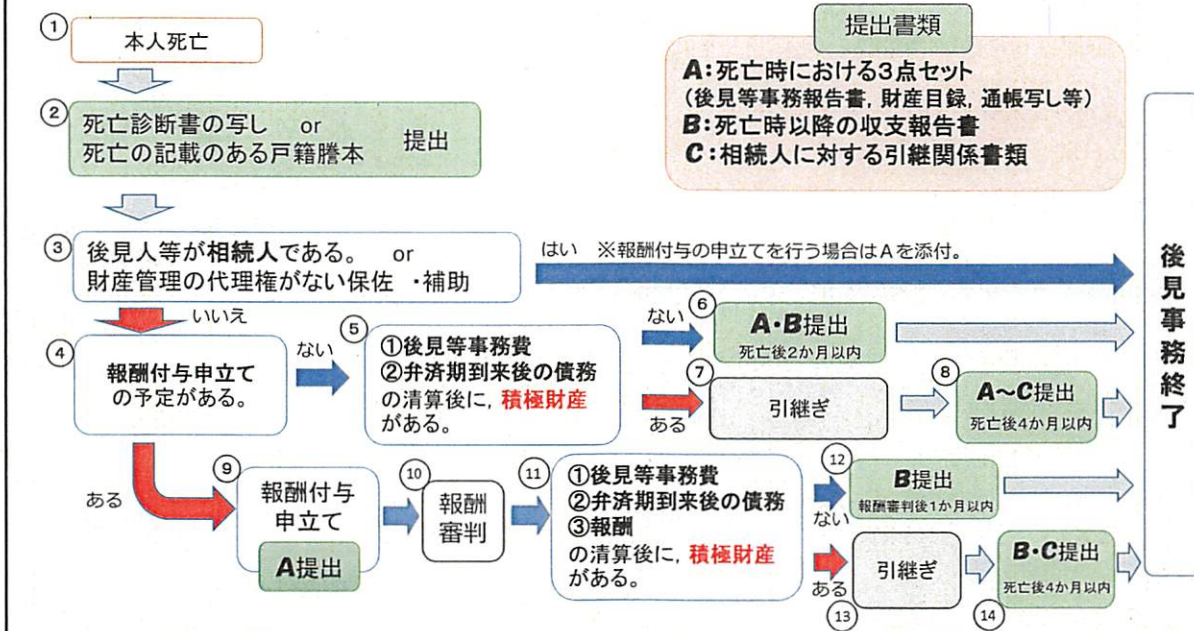 ①
本人死亡
提出書類
A:死亡時における3点セット
(後見等事務報告書, 財産目録, 通帳写し等)
B:死亡時以降の収支報告書
C:相続人に対する引継関係書類
②
死亡診断書の写し or
死亡の記載のある戸籍謄本 提出
③
後見人等が相続人である。 or
財産管理の代理権がない保佐・補助
はい ※報酬付与の申立てを行う場合はAを添付。
いいえ
④
報酬付与申立て
の予定がある。
ない
⑤
①後見等事務費
②弁済期到来後の債務
の清算後に, 積極財産
がある。
ない
⑥
A・B提出
死亡後2か月以内
ある
⑦
引継ぎ
⑧
A~C提出
死亡後4か月以内
ある
⑨
報酬付与
申立て
A提出
⑩
報酬
審判
⑪
①後見等事務費
②弁済期到来後の債務
③報酬
の清算後に, 積極財産
がある。
ない
⑫
B提出
報酬審判後1か月以内
ある
⑬
引継ぎ
⑭
B・C提出
死亡後4か月以内
後見事務終了